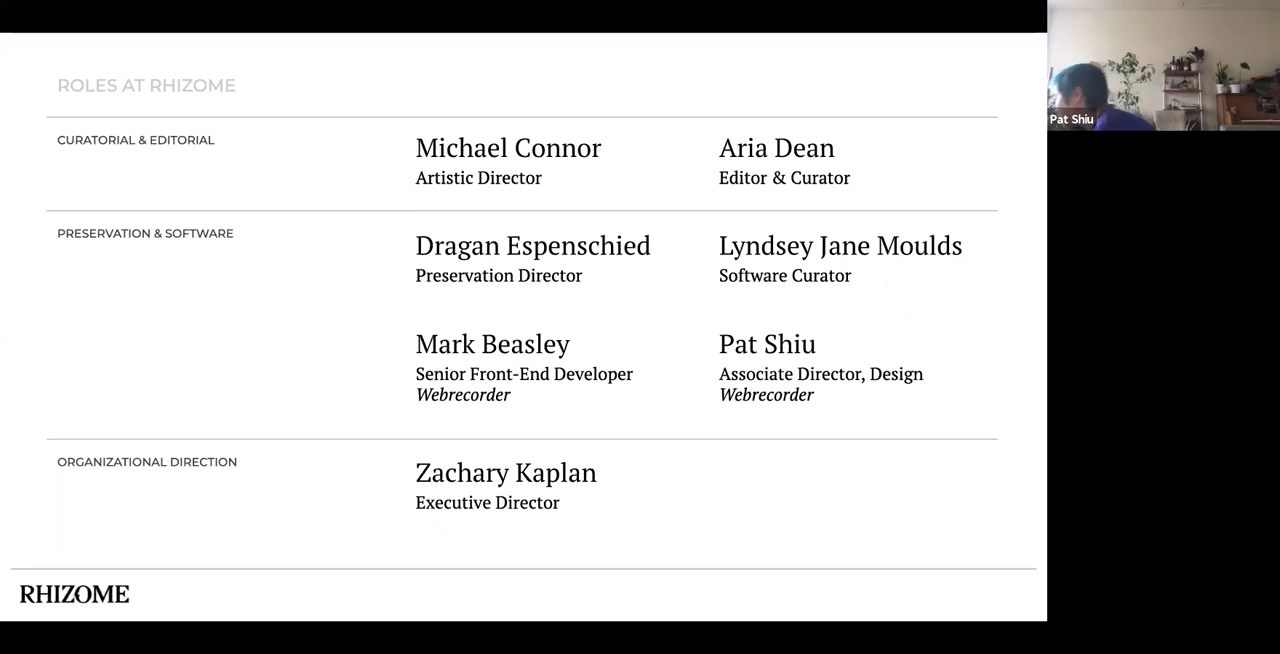 ROLES AT RHIZOME
CURATORIAL & EDITORIAL
Michael Connor
Artistic Director
Aria Dean
Editor & Curator
PRESERVATION & SOFTWARE
Dragan Espenschied
Preservation Director
Lyndsey Jane Moulds
Software Curator
Mark Beasley
Senior Front-End Developer
Webrecorder
Pat Shiu
Associate Director, Design
Webrecorder
ORGANIZATIONAL DIRECTION
Zachary Kaplan
Executive Director
RHIZOME
Pat Shiu